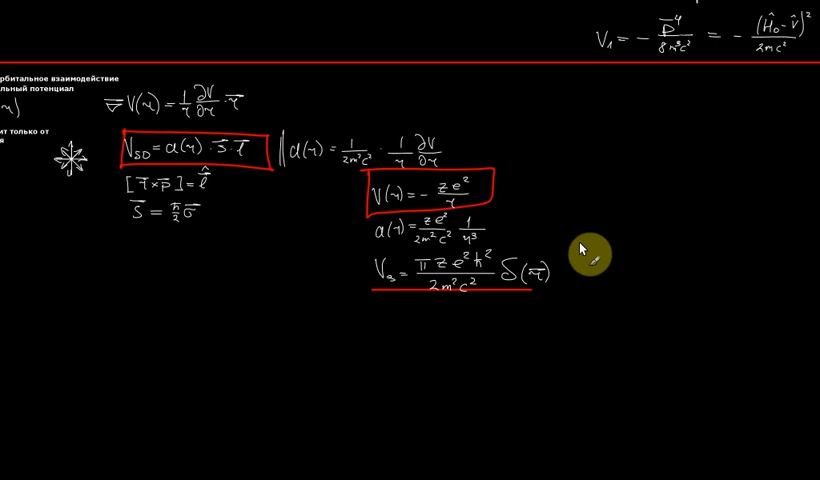 V₁ = - p̄⁴/8m³c² = - (Ĥ₀ - V̂)²/2mc²
рбитальное взаимодействие
льный потенциал
ит только от
я
∇̄ V(r) = 1/r ∂V/∂r · r̄
V_SO = a(r) · s̄ · l̄ ‖ a(r) = 1/2m²c² · 1/r ∂V/∂r
[r̄ × p̄] = l̂
V(r) = - ze²/r
s̄ = ħ/2 σ̄
a(r) = ze²/2m²c² 1/r³
V₃ = πze²ħ²/2m²c² δ(r̄)